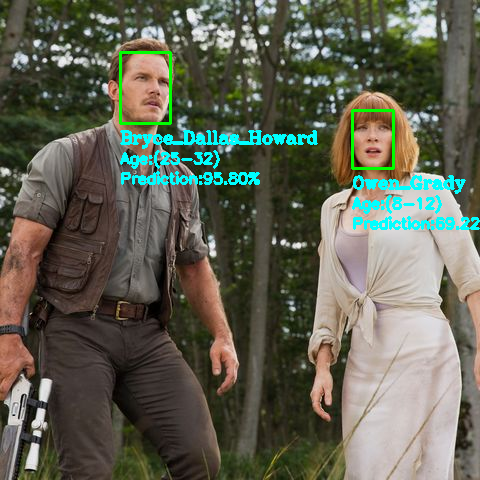 Bryce_Dallas_Howard
Age:(25-32)
Prediction:95.80%
Owen_Grady
Age:(8-12)
Prediction:69.22